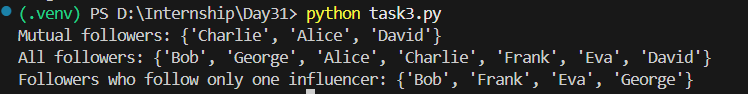 (.venv) PS D:\Internship\Day31> python task3.py
Mutual followers: {'Charlie', 'Alice', 'David'}
All followers: {'Bob', 'George', 'Alice', 'Charlie', 'Frank', 'Eva', 'David'}
Followers who follow only one influencer: {'Bob', 'Frank', 'Eva', 'George'}